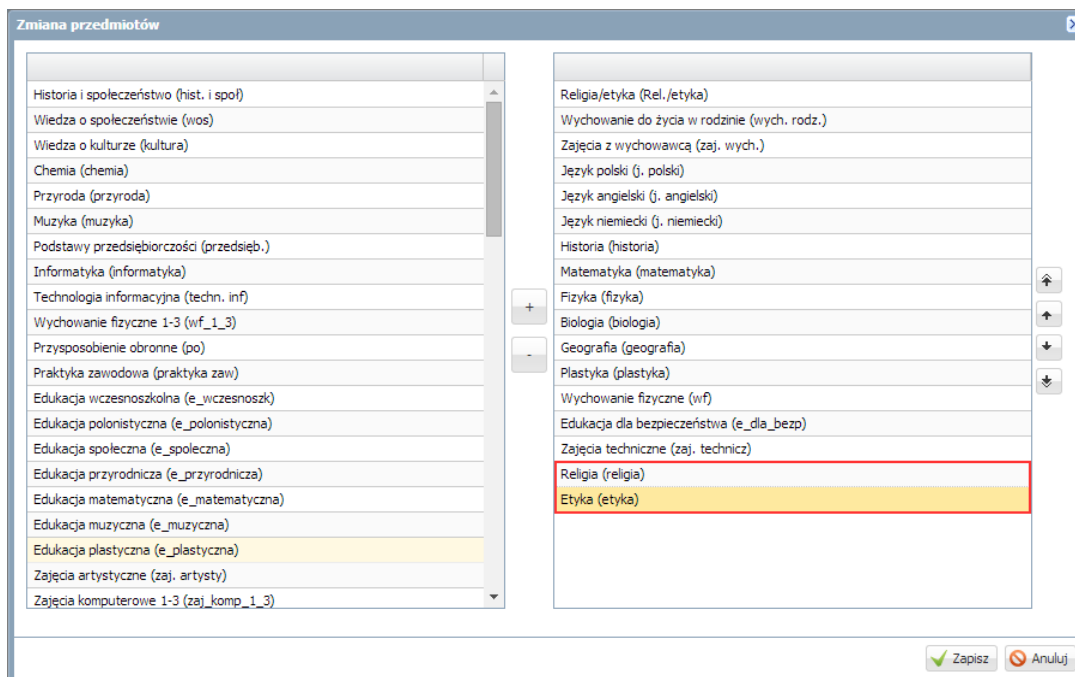 Zmiana przedmiotów
Historia i społeczeństwo (hist. i społ)
Wiedza o społeczeństwie (wos)
Wiedza o kulturze (kultura)
Chemia (chemia)
Przyroda (przyroda)
Muzyka (muzyka)
Podstawy przedsiębiorczości (przedsięb.)
Informatyka (informatyka)
Technologia informacyjna (techn. inf)
Wychowanie fizyczne 1-3 (wf_1_3)
Przysposobienie obronne (po)
Praktyka zawodowa (praktyka zaw)
Edukacja wczesnoszkolna (e_wczesnoszk)
Edukacja polonistyczna (e_polonistyczna)
Edukacja społeczna (e_spoleczna)
Edukacja przyrodnicza (e_przyrodnicza)
Edukacja matematyczna (e_matematyczna)
Edukacja muzyczna (e_muzyczna)
Edukacja plastyczna (e_plastyczna)
Zajęcia artystyczne (zaj. artysty)
Zajęcia komputerowe 1-3 (zaj_komp_1_3)
+
-
Religia/etyka (Rel./etyka)
Wychowanie do życia w rodzinie (wych. rodz.)
Zajęcia z wychowawcą (zaj. wych.)
Język polski (j. polski)
Język angielski (j. angielski)
Język niemiecki (j. niemiecki)
Historia (historia)
Matematyka (matematyka)
Fizyka (fizyka)
Biologia (biologia)
Geografia (geografia)
Plastyka (plastyka)
Wychowanie fizyczne (wf)
Edukacja dla bezpieczeństwa (e_dla_bezp)
Zajęcia techniczne (zaj. technicz)
Religia (religia)
Etyka (etyka)
Zapisz
Anuluj